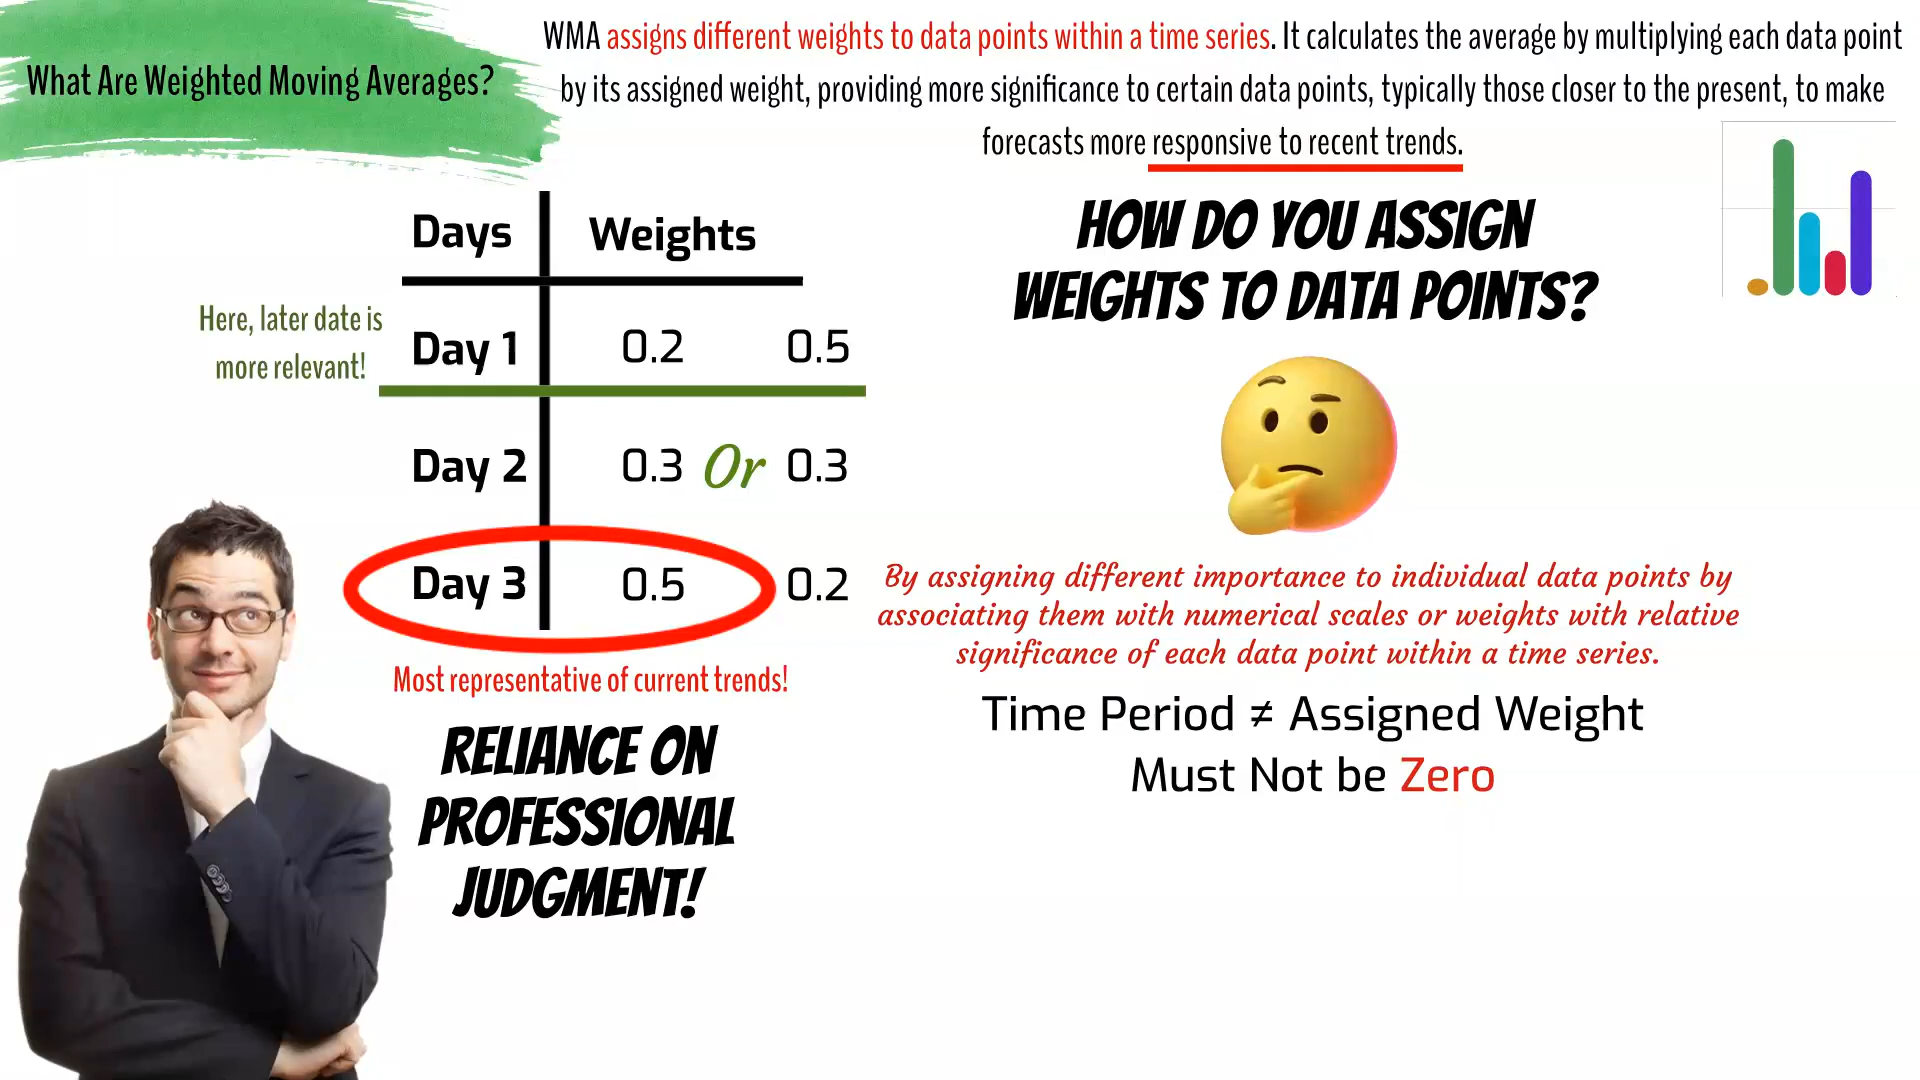 What Are Weighted Moving Averages?
WMA assigns different weights to data points within a time series. It calculates the average by multiplying each data point
by its assigned weight, providing more significance to certain data points, typically those closer to the present, to make
forecasts more responsive to recent trends.
Days Weights
Here, later date is
more relevant!
Day 1 0.2 0.5
Day 2 0.3 Or 0.3
Day 3 0.5 0.2
Most representative of current trends!
RELIANCE ON
PROFESSIONAL
JUDGMENT!
HOW DO YOU ASSIGN
WEIGHTS TO DATA POINTS?
By assigning different importance to individual data points by
associating them with numerical scales or weights with relative
significance of each data point within a time series.
Time Period ≠ Assigned Weight
Must Not be Zero